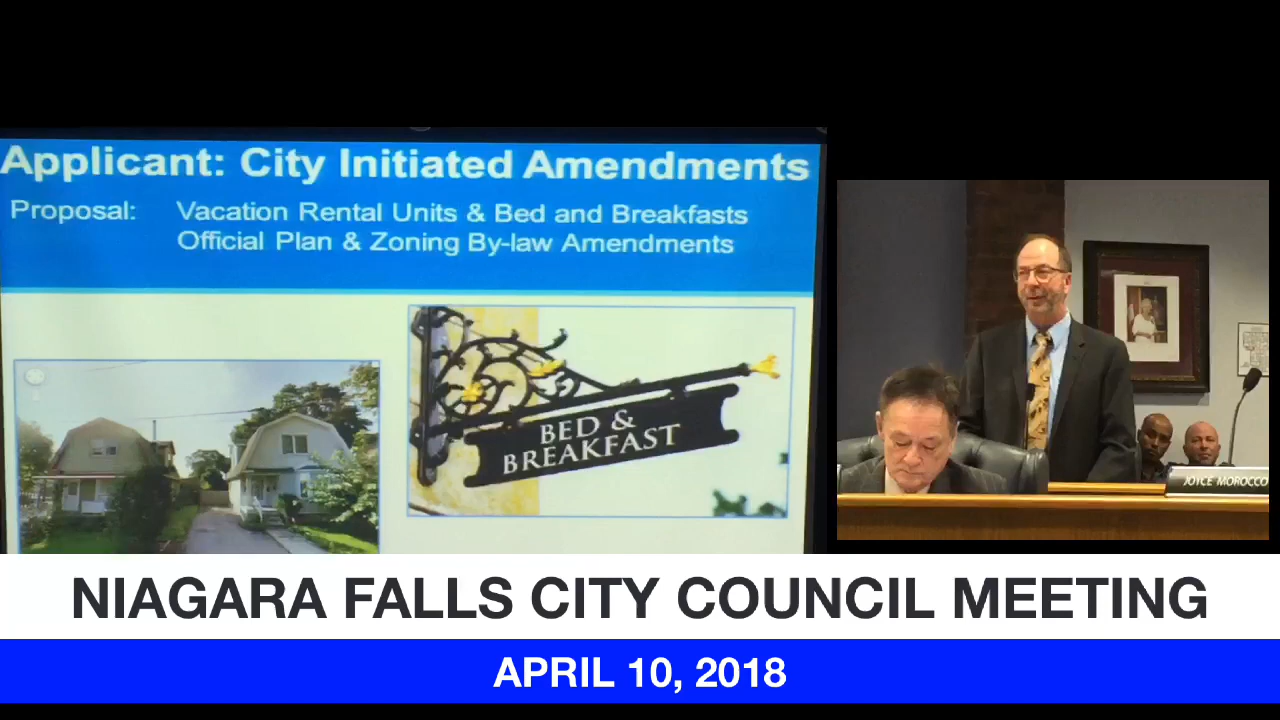 Applicant: City Initiated Amendments
Proposal: Vacation Rental Units & Bed and Breakfasts
Official Plan & Zoning By-law Amendments
BED &
BREAKFAST
JOYCE MOROCCO
NIAGARA FALLS CITY COUNCIL MEETING
APRIL 10, 2018